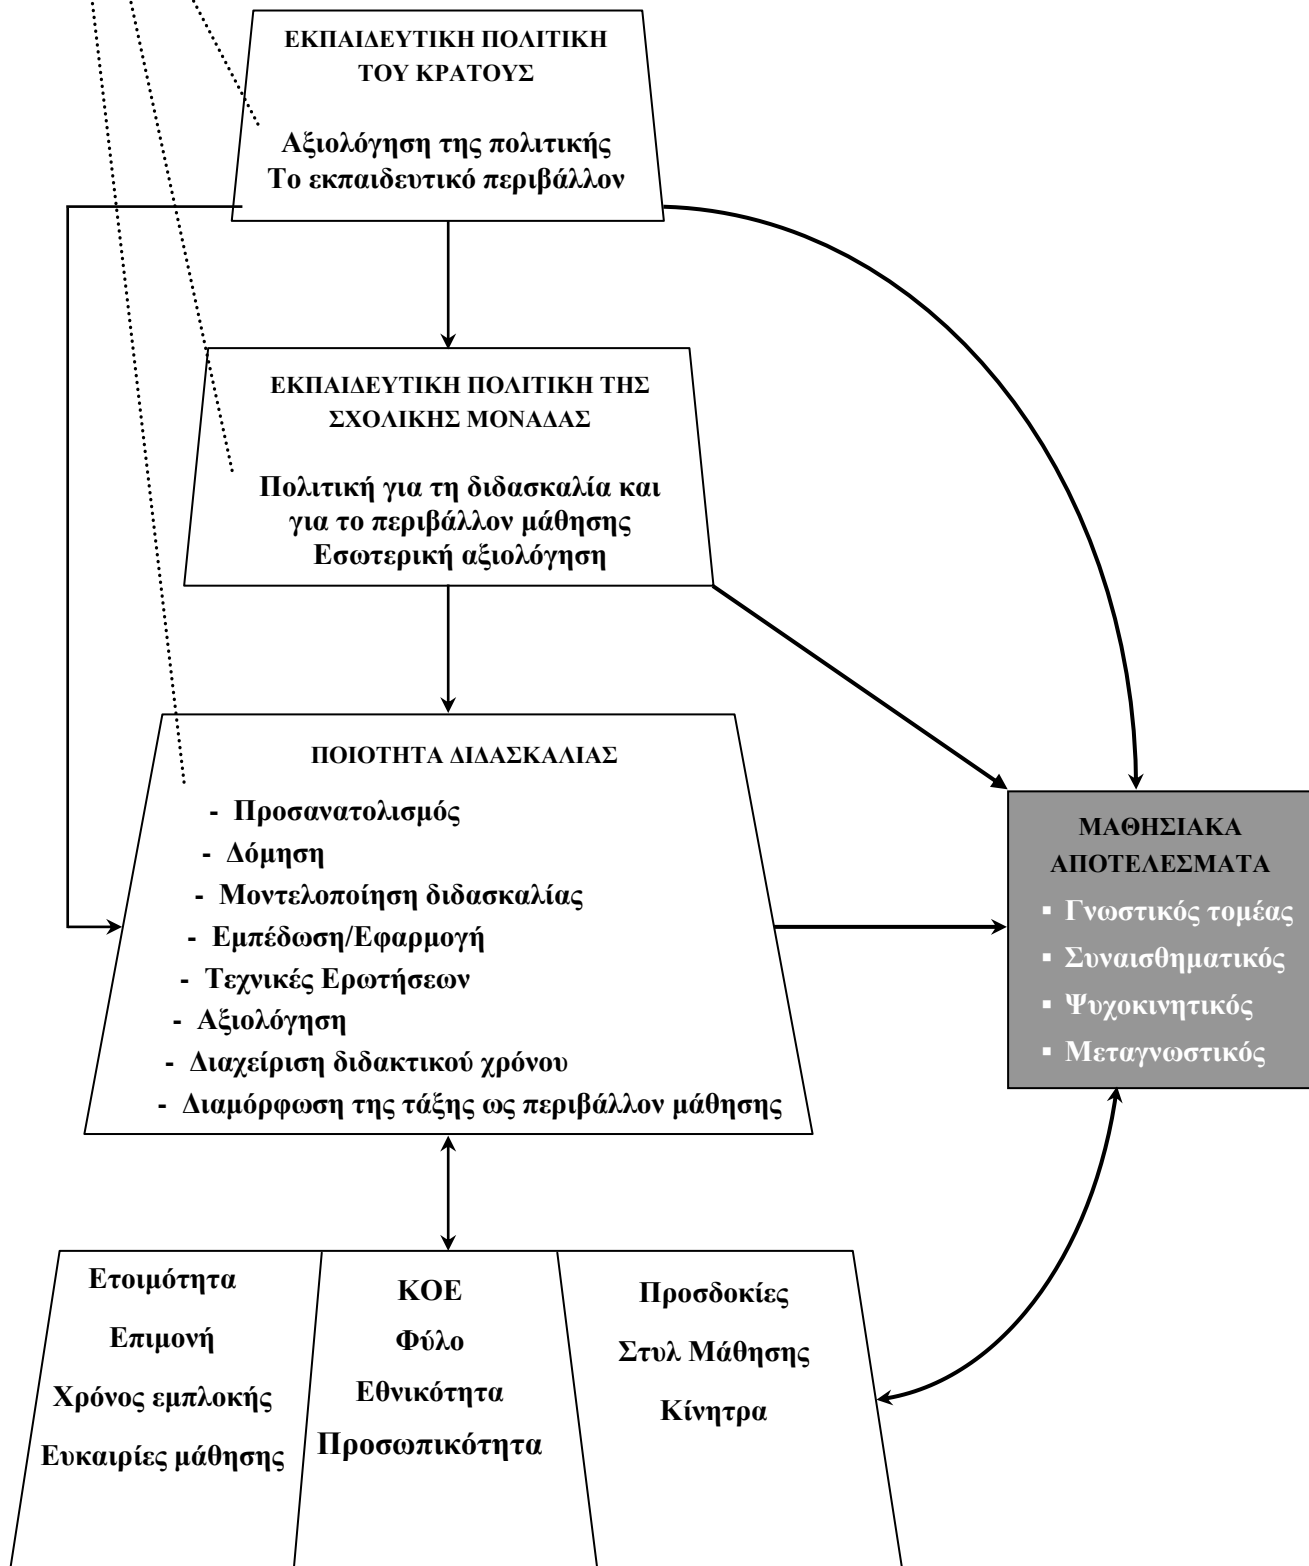 ΕΚΠΑΙΔΕΥΤΙΚΗ ΠΟΛΙΤΙΚΗ
ΤΟΥ ΚΡΑΤΟΥΣ
Αξιολόγηση της πολιτικής
Το εκπαιδευτικό περιβάλλον
ΕΚΠΑΙΔΕΥΤΙΚΗ ΠΟΛΙΤΙΚΗ ΤΗΣ
ΣΧΟΛΙΚΗΣ ΜΟΝΑΔΑΣ
Πολιτική για τη διδασκαλία και
για το περιβάλλον μάθησης
Εσωτερική αξιολόγηση
ΠΟΙΟΤΗΤΑ ΔΙΔΑΣΚΑΛΙΑΣ
- Προσανατολισμός
- Δόμηση
- Μοντελοποίηση διδασκαλίας
- Εμπέδωση/Εφαρμογή
- Τεχνικές Ερωτήσεων
- Αξιολόγηση
- Διαχείριση διδακτικού χρόνου
- Διαμόρφωση της τάξης ως περιβάλλον μάθησης
ΜΑΘΗΣΙΑΚΑ
ΑΠΟΤΕΛΕΣΜΑΤΑ
▪ Γνωστικός τομέας
▪ Συναισθηματικός
▪ Ψυχοκινητικός
▪ Μεταγνωστικός
Ετοιμότητα
Επιμονή
Χρόνος εμπλοκής
Ευκαιρίες μάθησης
ΚΟΕ
Φύλο
Εθνικότητα
Προσωπικότητα
Προσδοκίες
Στυλ Μάθησης
Κίνητρα